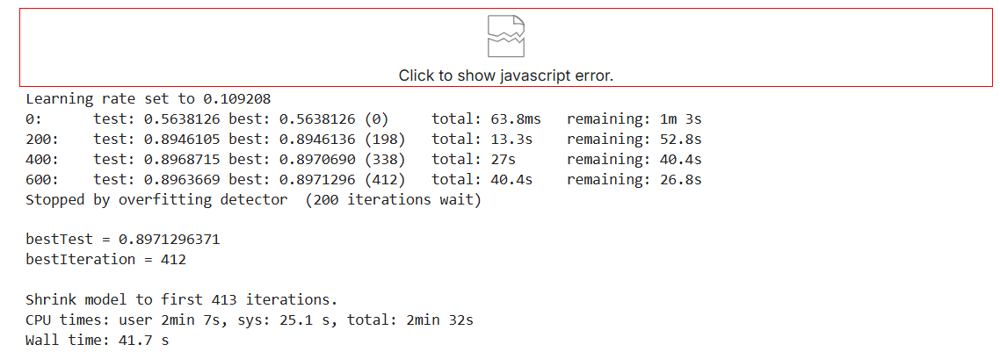 Click to show javascript error.
Learning rate set to 0.109208
0:      test: 0.5638126 best: 0.5638126 (0)     total: 63.8ms   remaining: 1m 3s
200:    test: 0.8946105 best: 0.8946136 (198)   total: 13.3s    remaining: 52.8s
400:    test: 0.8968715 best: 0.8970690 (338)   total: 27s      remaining: 40.4s
600:    test: 0.8963669 best: 0.8971296 (412)   total: 40.4s    remaining: 26.8s
Stopped by overfitting detector  (200 iterations wait)
bestTest = 0.8971296371
bestIteration = 412
Shrink model to first 413 iterations.
CPU times: user 2min 7s, sys: 25.1 s, total: 2min 32s
Wall time: 41.7 s